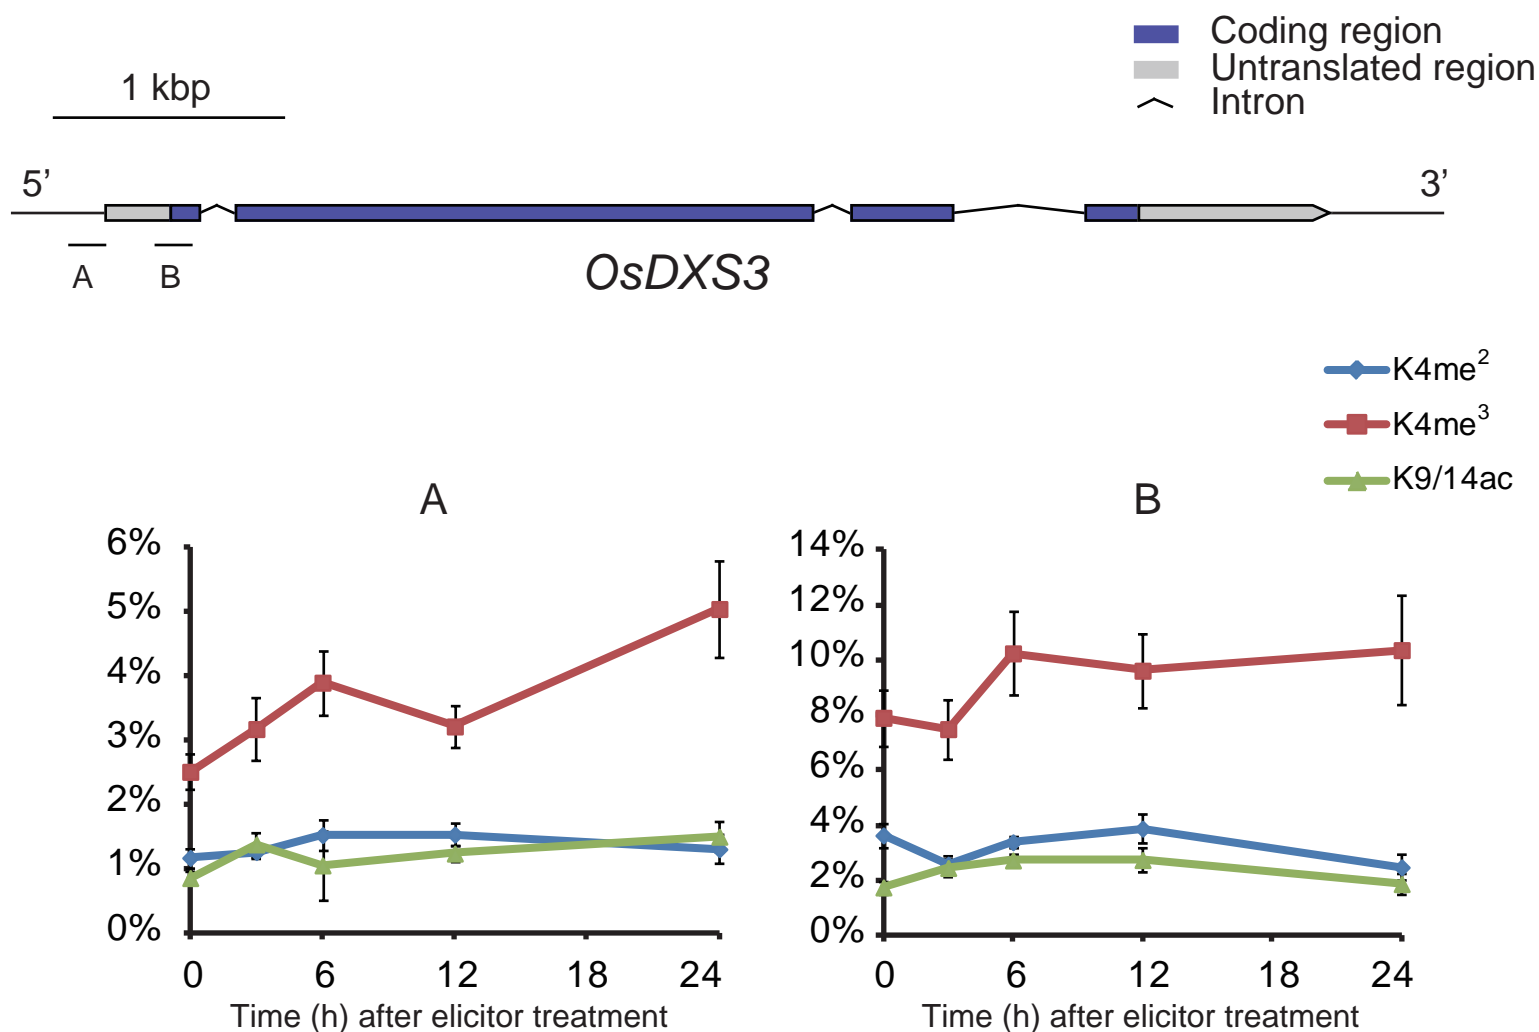 Coding region
Untranslated region
Intron
1 kbp
5’
3’
A
B
OsDXS3
K4me²
K4me³
K9/14ac
A
6%
5%
4%
3%
2%
1%
0%
0 6 12 18 24
Time (h) after elicitor treatment
B
14%
12%
10%
8%
6%
4%
2%
0%
0 6 12 18 24
Time (h) after elicitor treatment